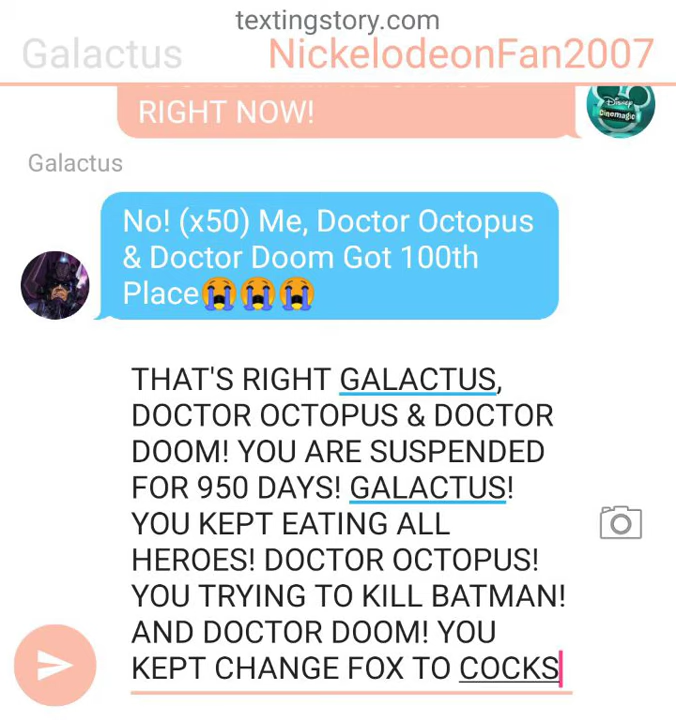 textingstory.com
Galactus NickelodeonFan2007
RIGHT NOW!
Disney
Cinemagic
Galactus
No! (x50) Me, Doctor Octopus
& Doctor Doom Got 100th
Place😭😭😭
THAT'S RIGHT GALACTUS,
DOCTOR OCTOPUS & DOCTOR
DOOM! YOU ARE SUSPENDED
FOR 950 DAYS! GALACTUS!
YOU KEPT EATING ALL
HEROES! DOCTOR OCTOPUS!
YOU TRYING TO KILL BATMAN!
AND DOCTOR DOOM! YOU
KEPT CHANGE FOX TO COCKS